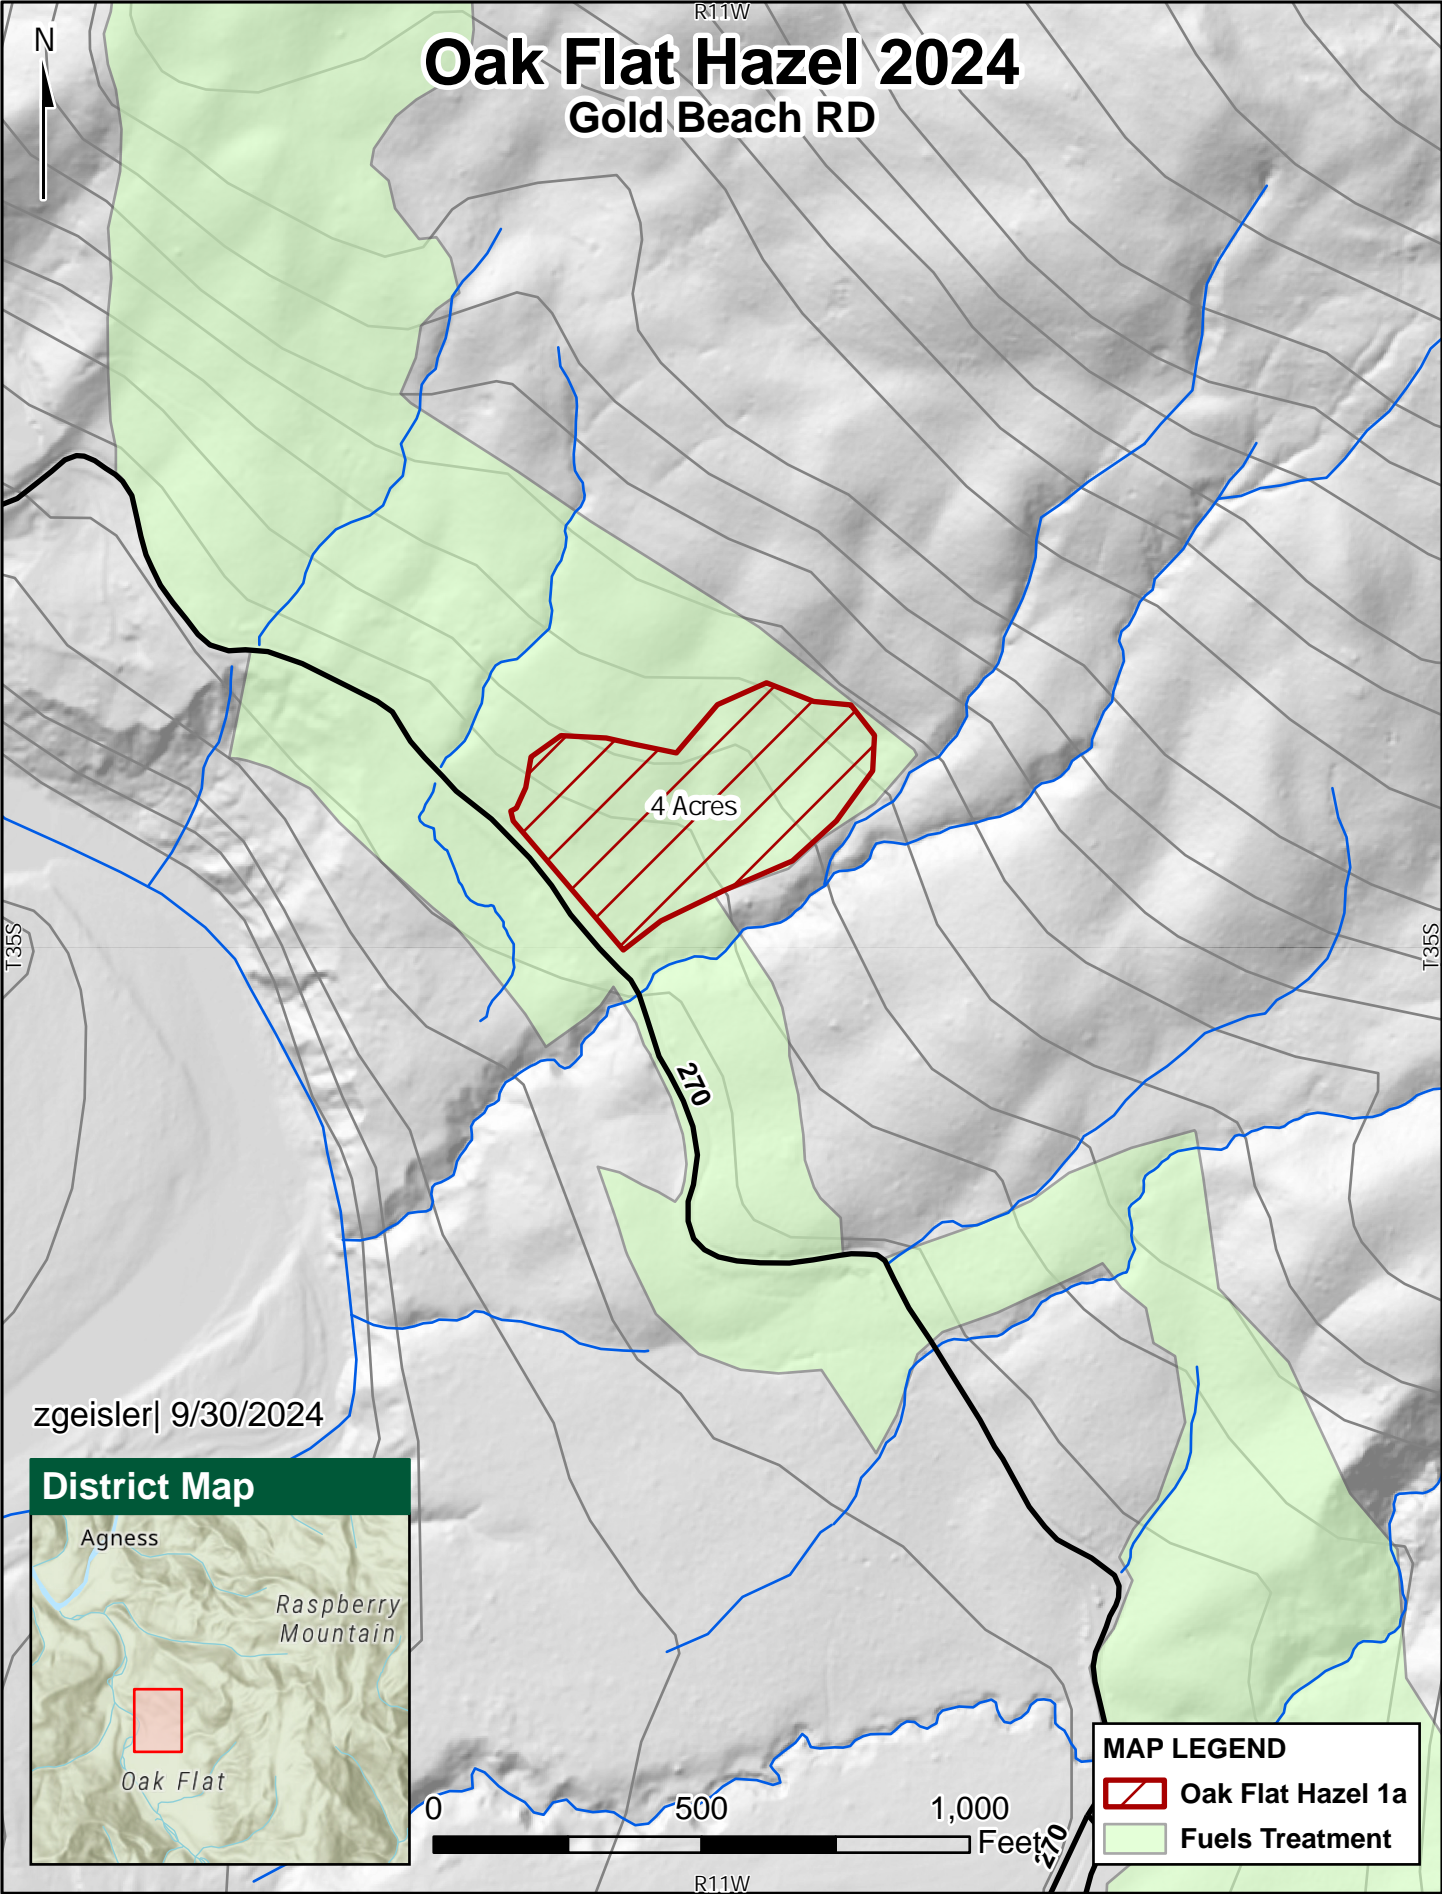 R11W
N
Oak Flat Hazel 2024
Gold Beach RD
4 Acres
T35S
T35S
270
zgeisler| 9/30/2024
District Map
Agness
Raspberry
Mountain
Oak Flat
0 500 1,000
Feet
270
MAP LEGEND
Oak Flat Hazel 1a
Fuels Treatment
R11W